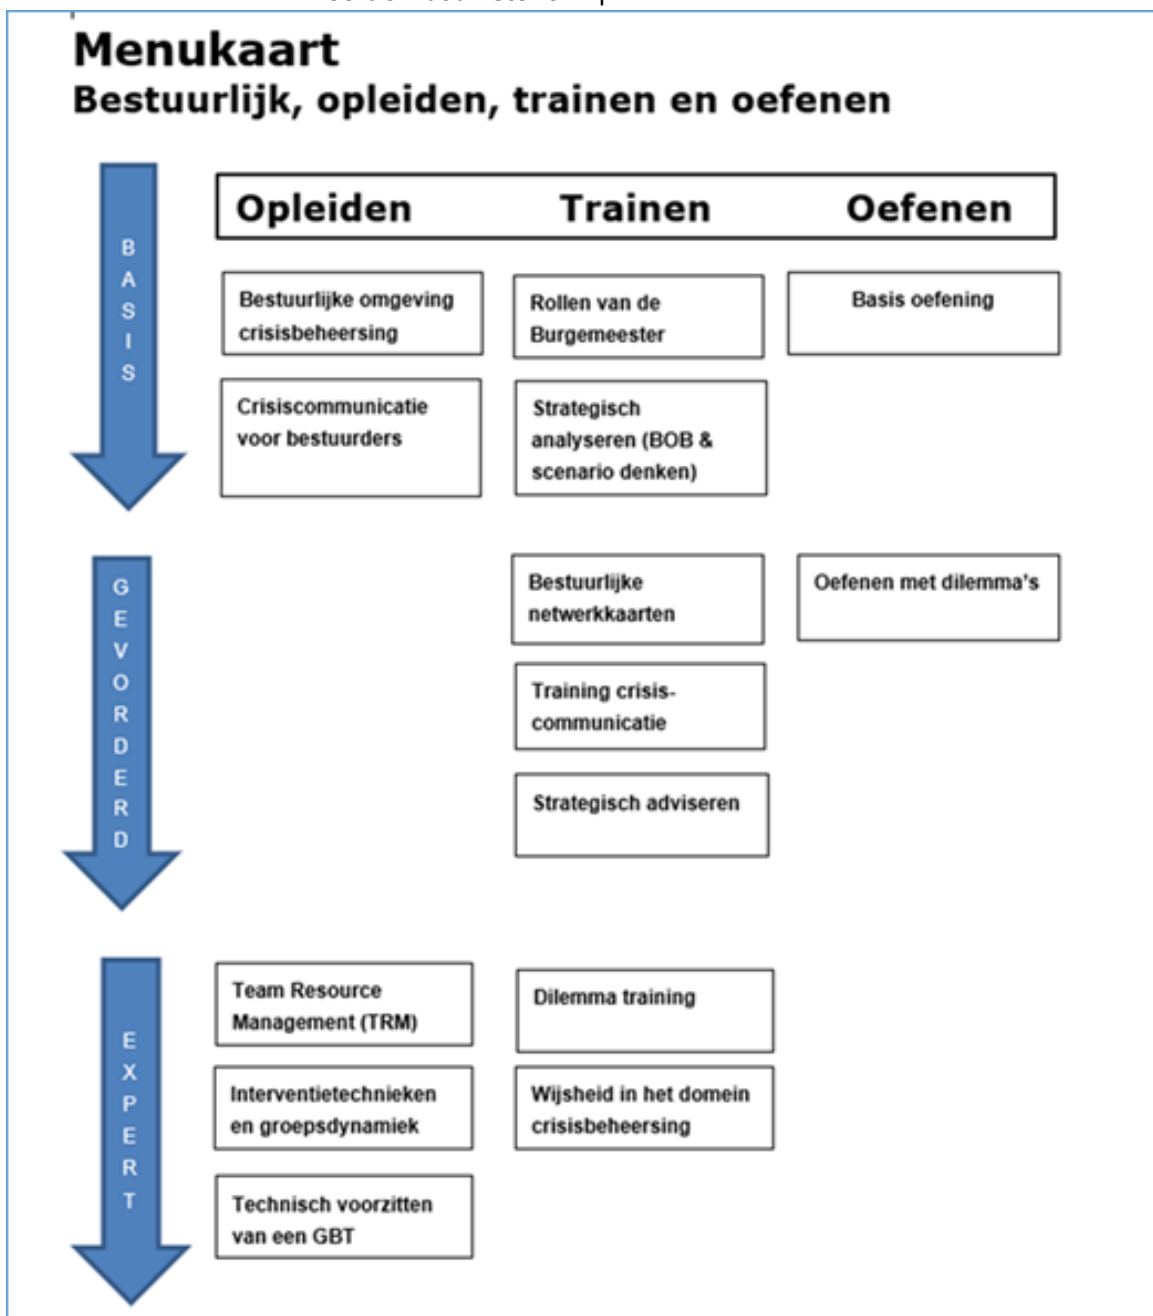 Menukaart
Bestuurlijk, opleiden, trainen en oefenen
BASIS
Opleiden Trainen Oefenen
Bestuurlijke omgeving
crisisbeheersing
Rollen van de
Burgemeester
Basis oefening
Crisiscommunicatie
voor bestuurders
Strategisch
analyseren (BOB &
scenario denken)
GEVORDERD
Bestuurlijke
netwerkkaarten
Oefenen met dilemma's
Training crisis-
communicatie
Strategisch adviseren
EXPERT
Team Resource
Management (TRM)
Dilemma training
Interventietechnieken
en groepsdynamiek
Wijsheid in het domein
crisisbeheersing
Technisch voorzitten
van een GBT